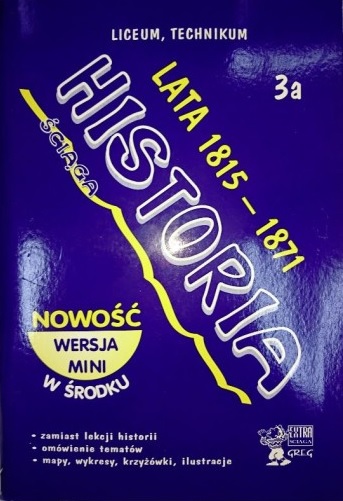 LICEUM, TECHNIKUM
3a
LATA 1815 - 1871
HISTORIA
ŚCIĄGA
NOWOŚĆ
WERSJA
MINI
W ŚRODKU
• zamiast lekcji historii
• omówienie tematów
• mapy, wykresy, krzyżówki, ilustracje
EXTRA
ŚCIĄGA
GREG